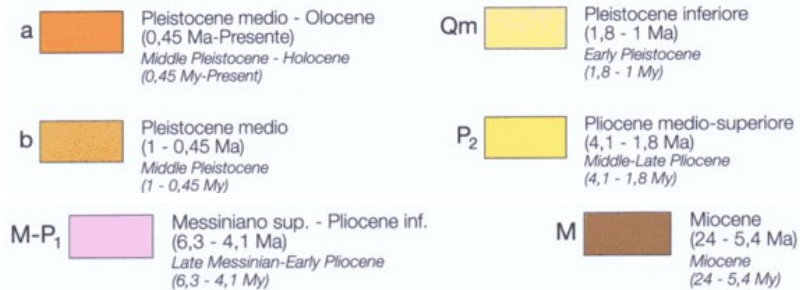 a
Pleistocene medio - Olocene
(0,45 Ma-Presente)
Middle Pleistocene - Holocene
(0,45 My-Present)
Qm
Pleistocene inferiore
(1,8 - 1 Ma)
Early Pleistocene
(1,8 - 1 My)
b
Pleistocene medio
(1 - 0,45 Ma)
Middle Pleistocene
(1 - 0,45 My)
P2
Pliocene medio-superiore
(4,1 - 1,8 Ma)
Middle-Late Pliocene
(4,1 - 1,8 My)
M-P1
Messiniano sup. - Pliocene inf.
(6,3 - 4,1 Ma)
Late Messinian-Early Pliocene
(6,3 - 4,1 My)
M
Miocene
(24 - 5,4 Ma)
Miocene
(24 - 5,4 My)